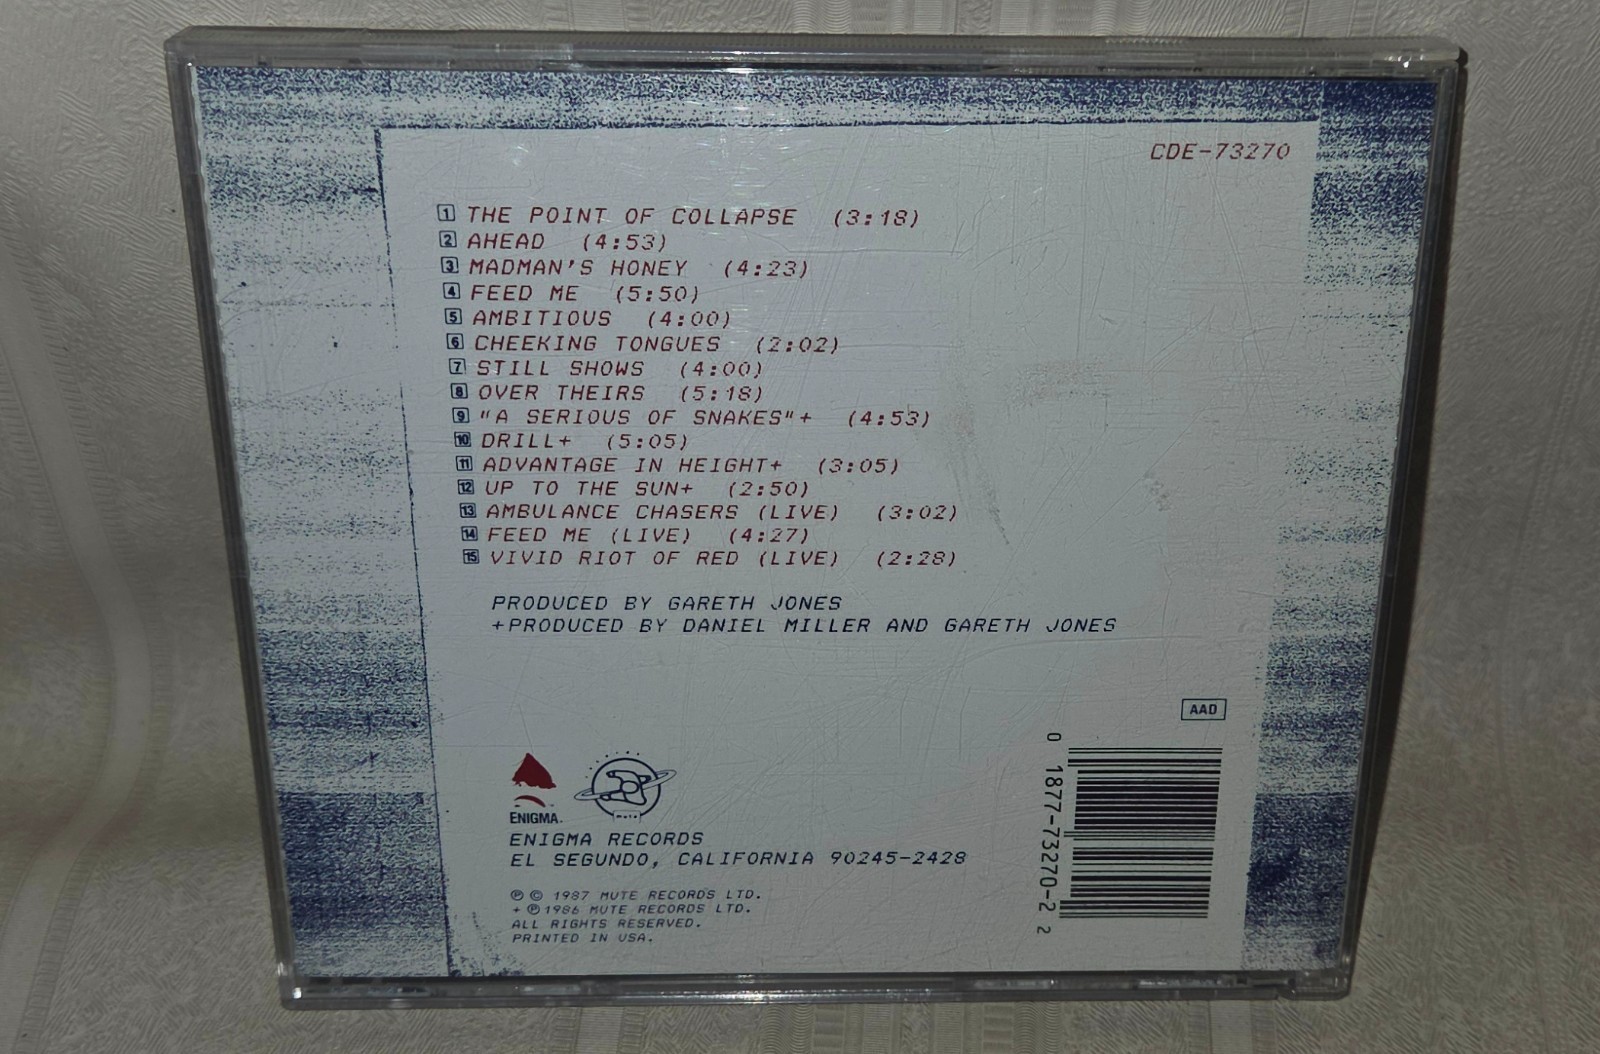 CDE-73270
1 THE POINT OF COLLAPSE (3:18)
2 AHEAD (4:53)
3 MADMAN'S HONEY (4:23)
4 FEED ME (5:50)
5 AMBITIOUS (4:00)
6 CHEEKING TONGUES (2:02)
7 STILL SHOWS (4:00)
8 OVER THEIRS (5:18)
9 "A SERIOUS OF SNAKES"+ (4:53)
10 DRILL+ (5:05)
11 ADVANTAGE IN HEIGHT+ (3:05)
12 UP TO THE SUN+ (2:50)
13 AMBULANCE CHASERS (LIVE) (3:02)
14 FEED ME (LIVE) (4:27)
15 VIVID RIOT OF RED (LIVE) (2:28)
PRODUCED BY GARETH JONES
+PRODUCED BY DANIEL MILLER AND GARETH JONES
AAD
0 1877-73270-2 2
ENIGMA.
mute
ENIGMA RECORDS
EL SEGUNDO, CALIFORNIA 90245-2428
℗ © 1987 MUTE RECORDS LTD.
+ ℗ 1986 MUTE RECORDS LTD.
ALL RIGHTS RESERVED.
PRINTED IN USA.